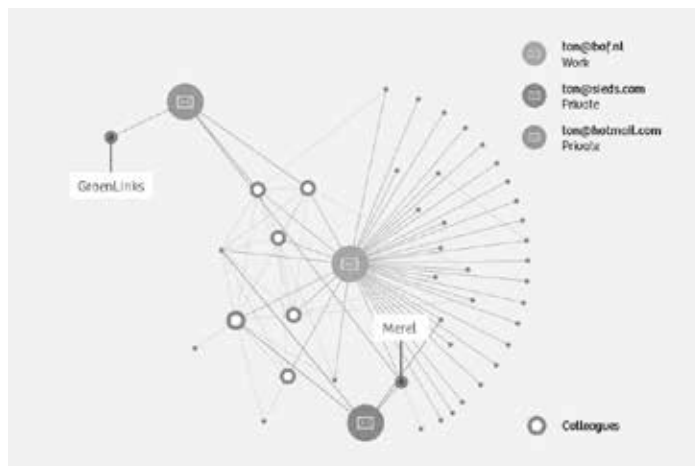 ton@bof.nl
Work
ton@sieds.com
Private
ton@hotmail.com
Private
GroenLinks
Merel
Colleagues